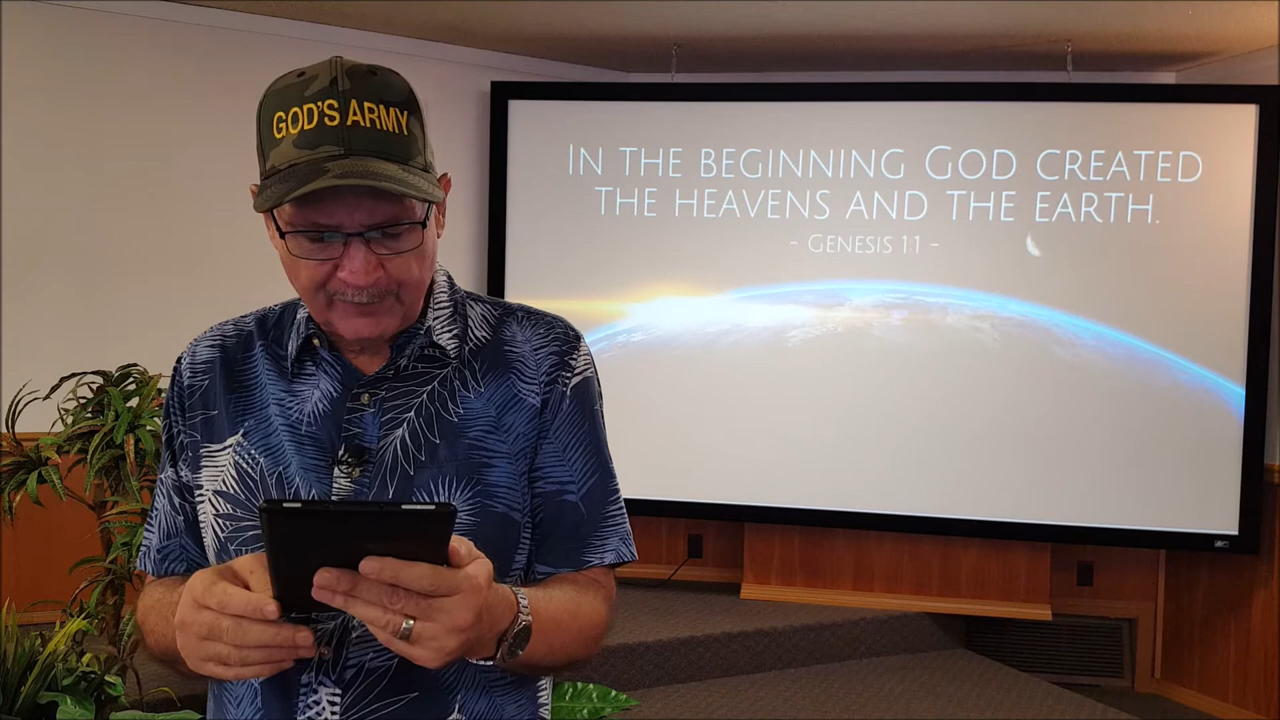 GOD'S ARMY
IN THE BEGINNING GOD CREATED
THE HEAVENS AND THE EARTH.
- GENESIS 1:1 -